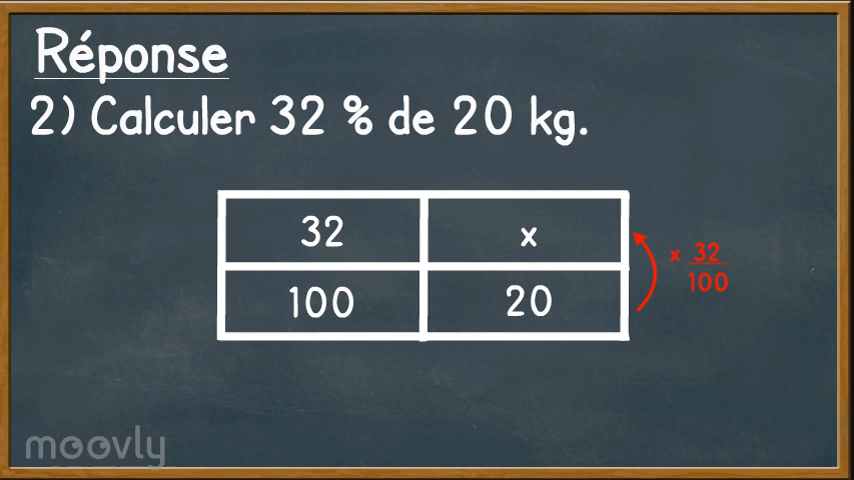 Réponse
2) Calculer 32 % de 20 kg.
32 x
100 20
x 32
100
moovly